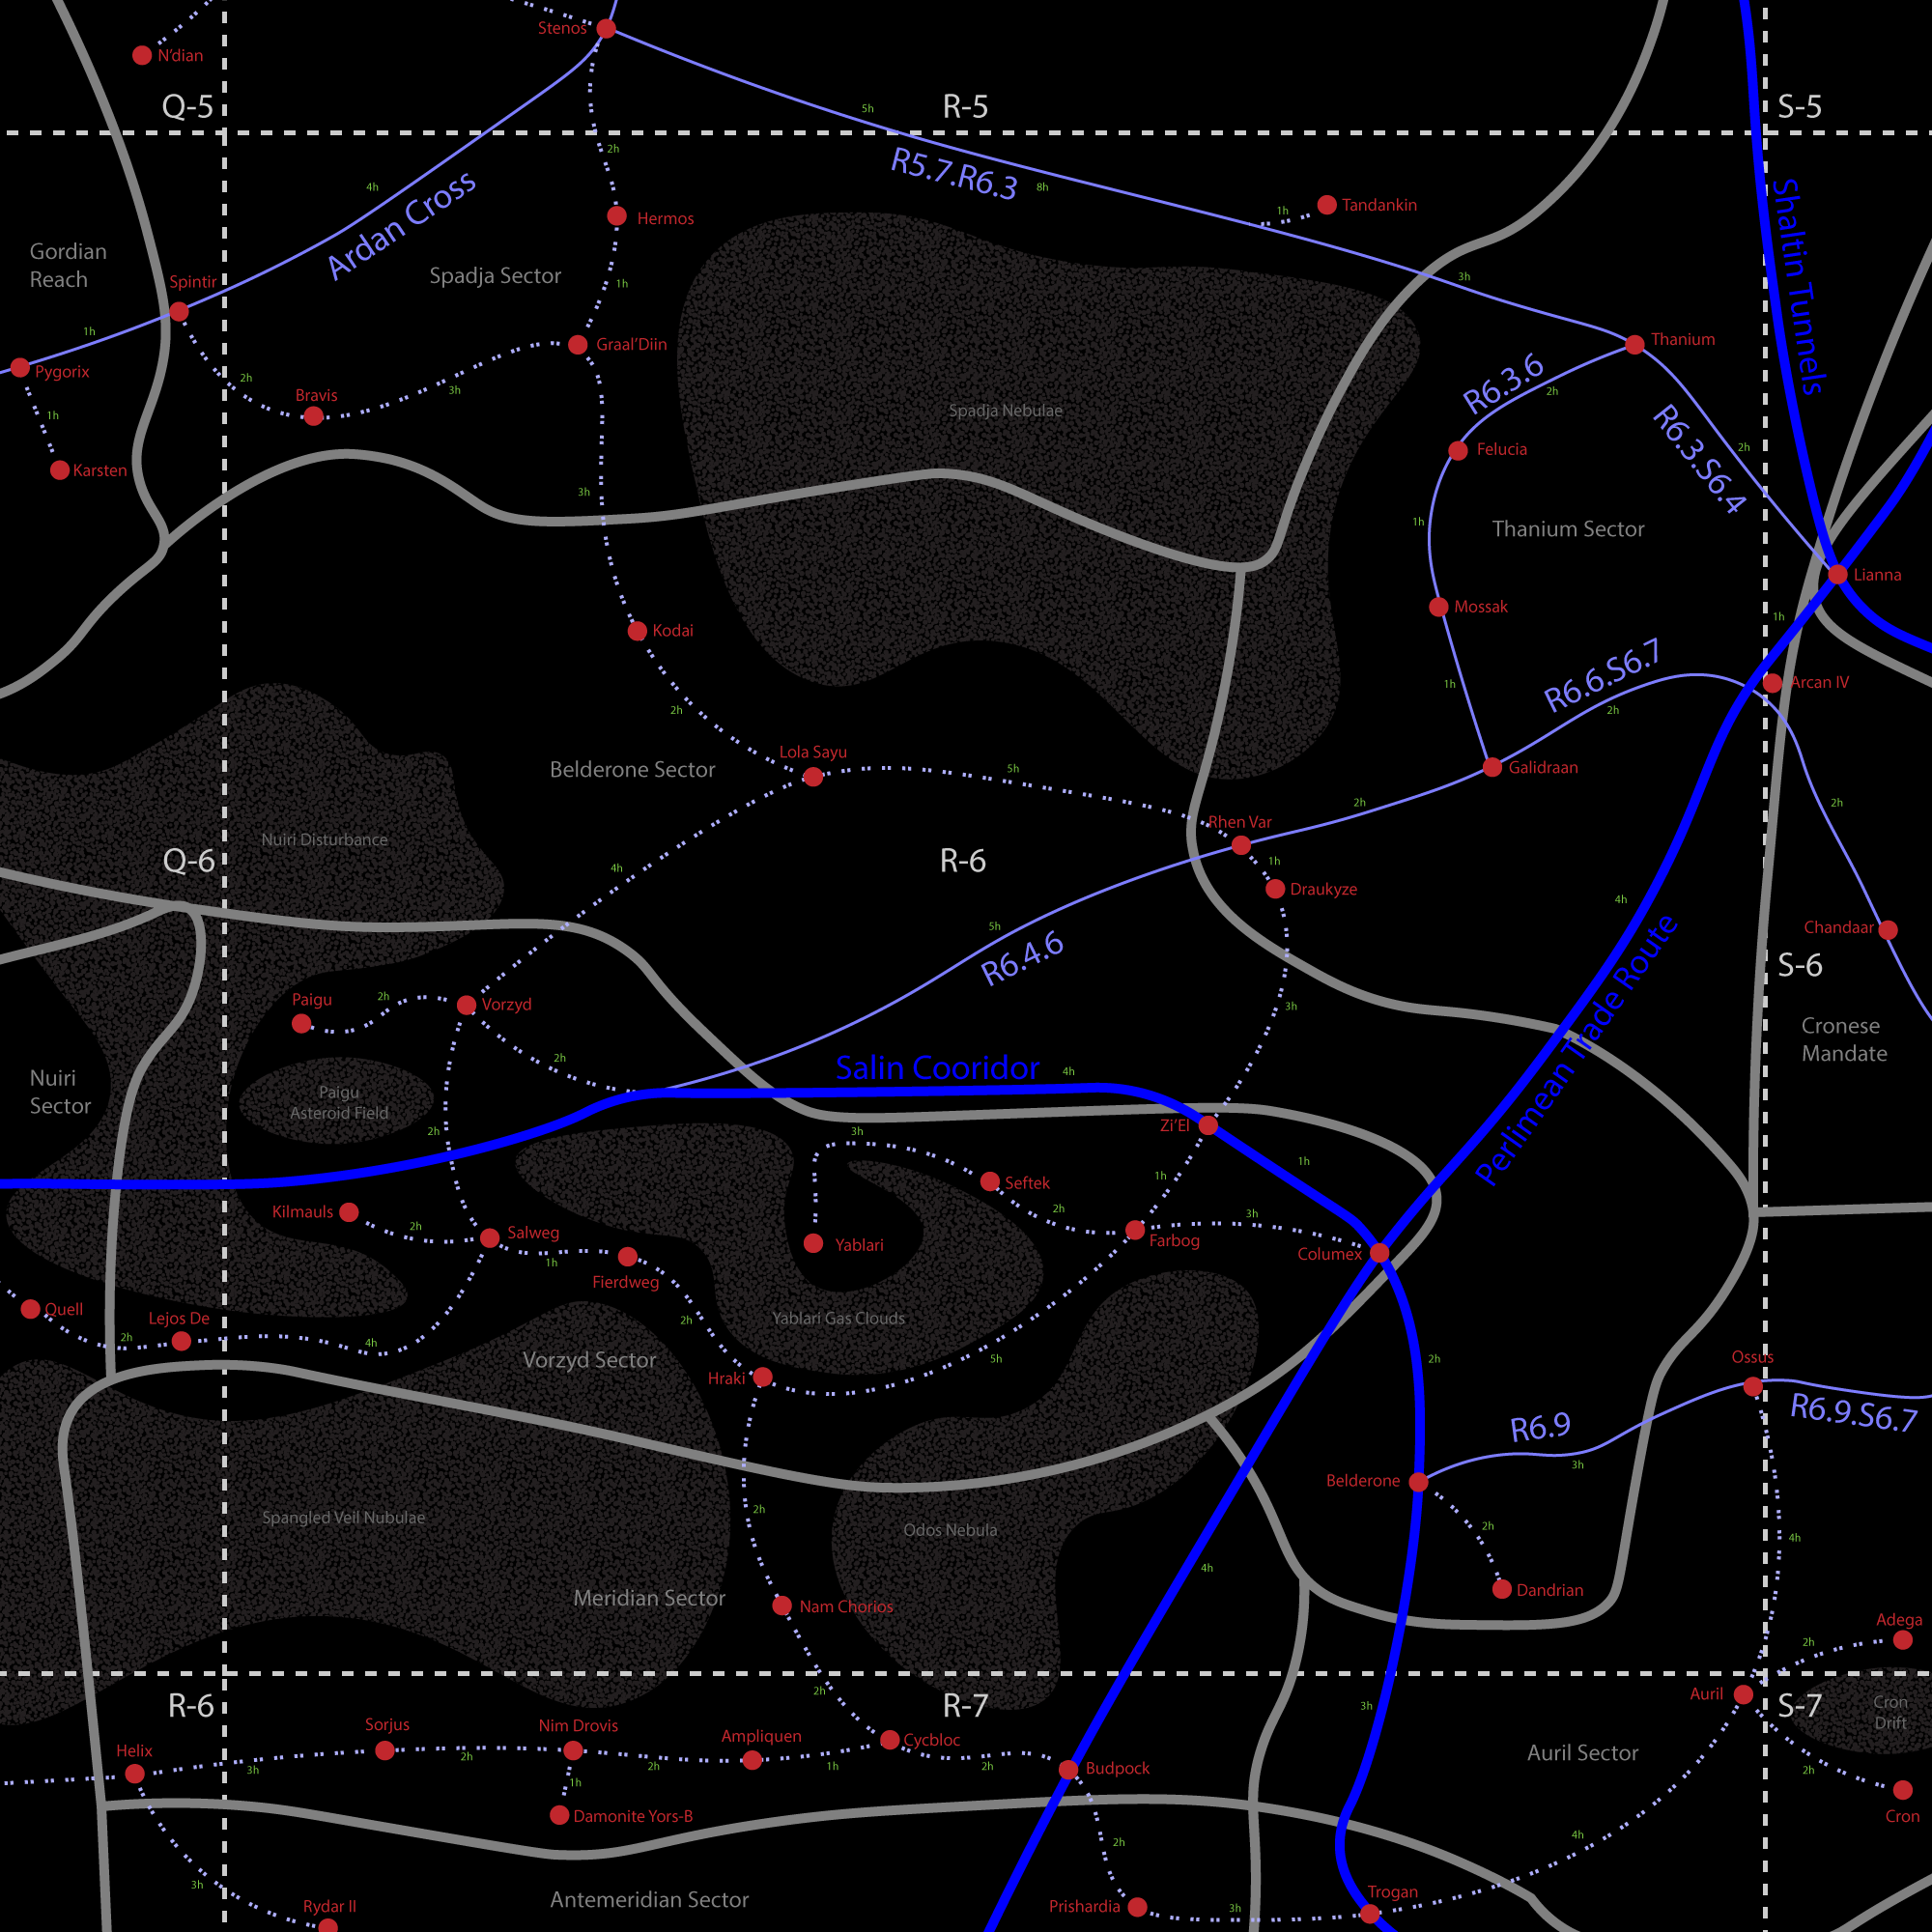 Stenos
N'dian
Q-5
R-5
S-5
5h
2h
R5.7.R6.3
8h
4h
Ardan Cross
1h
Tandankin
Shaltin Tunnels
Hermos
Gordian
Reach
Spadja Sector
3h
1h
Spintir
1h
Thanium
Graal'Diin
Pygorix
2h
3h
Bravis
R6.3.6
2h
Spadja Nebulae
1h
R6.3.S6.4
2h
Felucia
Karsten
3h
1h
Thanium Sector
Lianna
Mossak
1h
Kodai
R6.6.S6.7
1h
Arcan IV
2h
2h
Lola Sayu
Belderone Sector
5h
Galidraan
2h
2h
Rhen Var
Nuiri Disturbance
Q-6
R-6
4h
1h
Draukyze
4h
5h
Chandaar
R6.4.6
S-6
Paigu
2h
Vorzyd
3h
Cronese
Mandate
2h
Salin Cooridor
4h
Perlimean Trade Route
Nuiri
Sector
Paigu
Asteroid Field
2h
3h
Zi'El
1h
1h
Seftek
Kilmauls
2h
2h
3h
Salweg
Yablari
Farbog
Columex
1h
Fierdweg
Quell
Lejos De
2h
4h
2h
Yablari Gas Clouds
Vorzyd Sector
5h
2h
Ossus
Hraki
R6.9
R6.9.S6.7
3h
Belderone
2h
Spangled Veil Nubulae
Odos Nebula
2h
4h
4h
Dandrian
Meridian Sector
Nam Chorios
Adega
2h
2h
R-6
R-7
S-7
Auril
Cron
Drift
3h
Sorjus
Nim Drovis
Ampliquen
Cycbloc
Helix
3h
2h
2h
1h
2h
Budpock
Auril Sector
2h
1h
Damonite Yors-B
Cron
2h
4h
3h
Antemeridian Sector
Rydar II
Prishardia
3h
Trogan